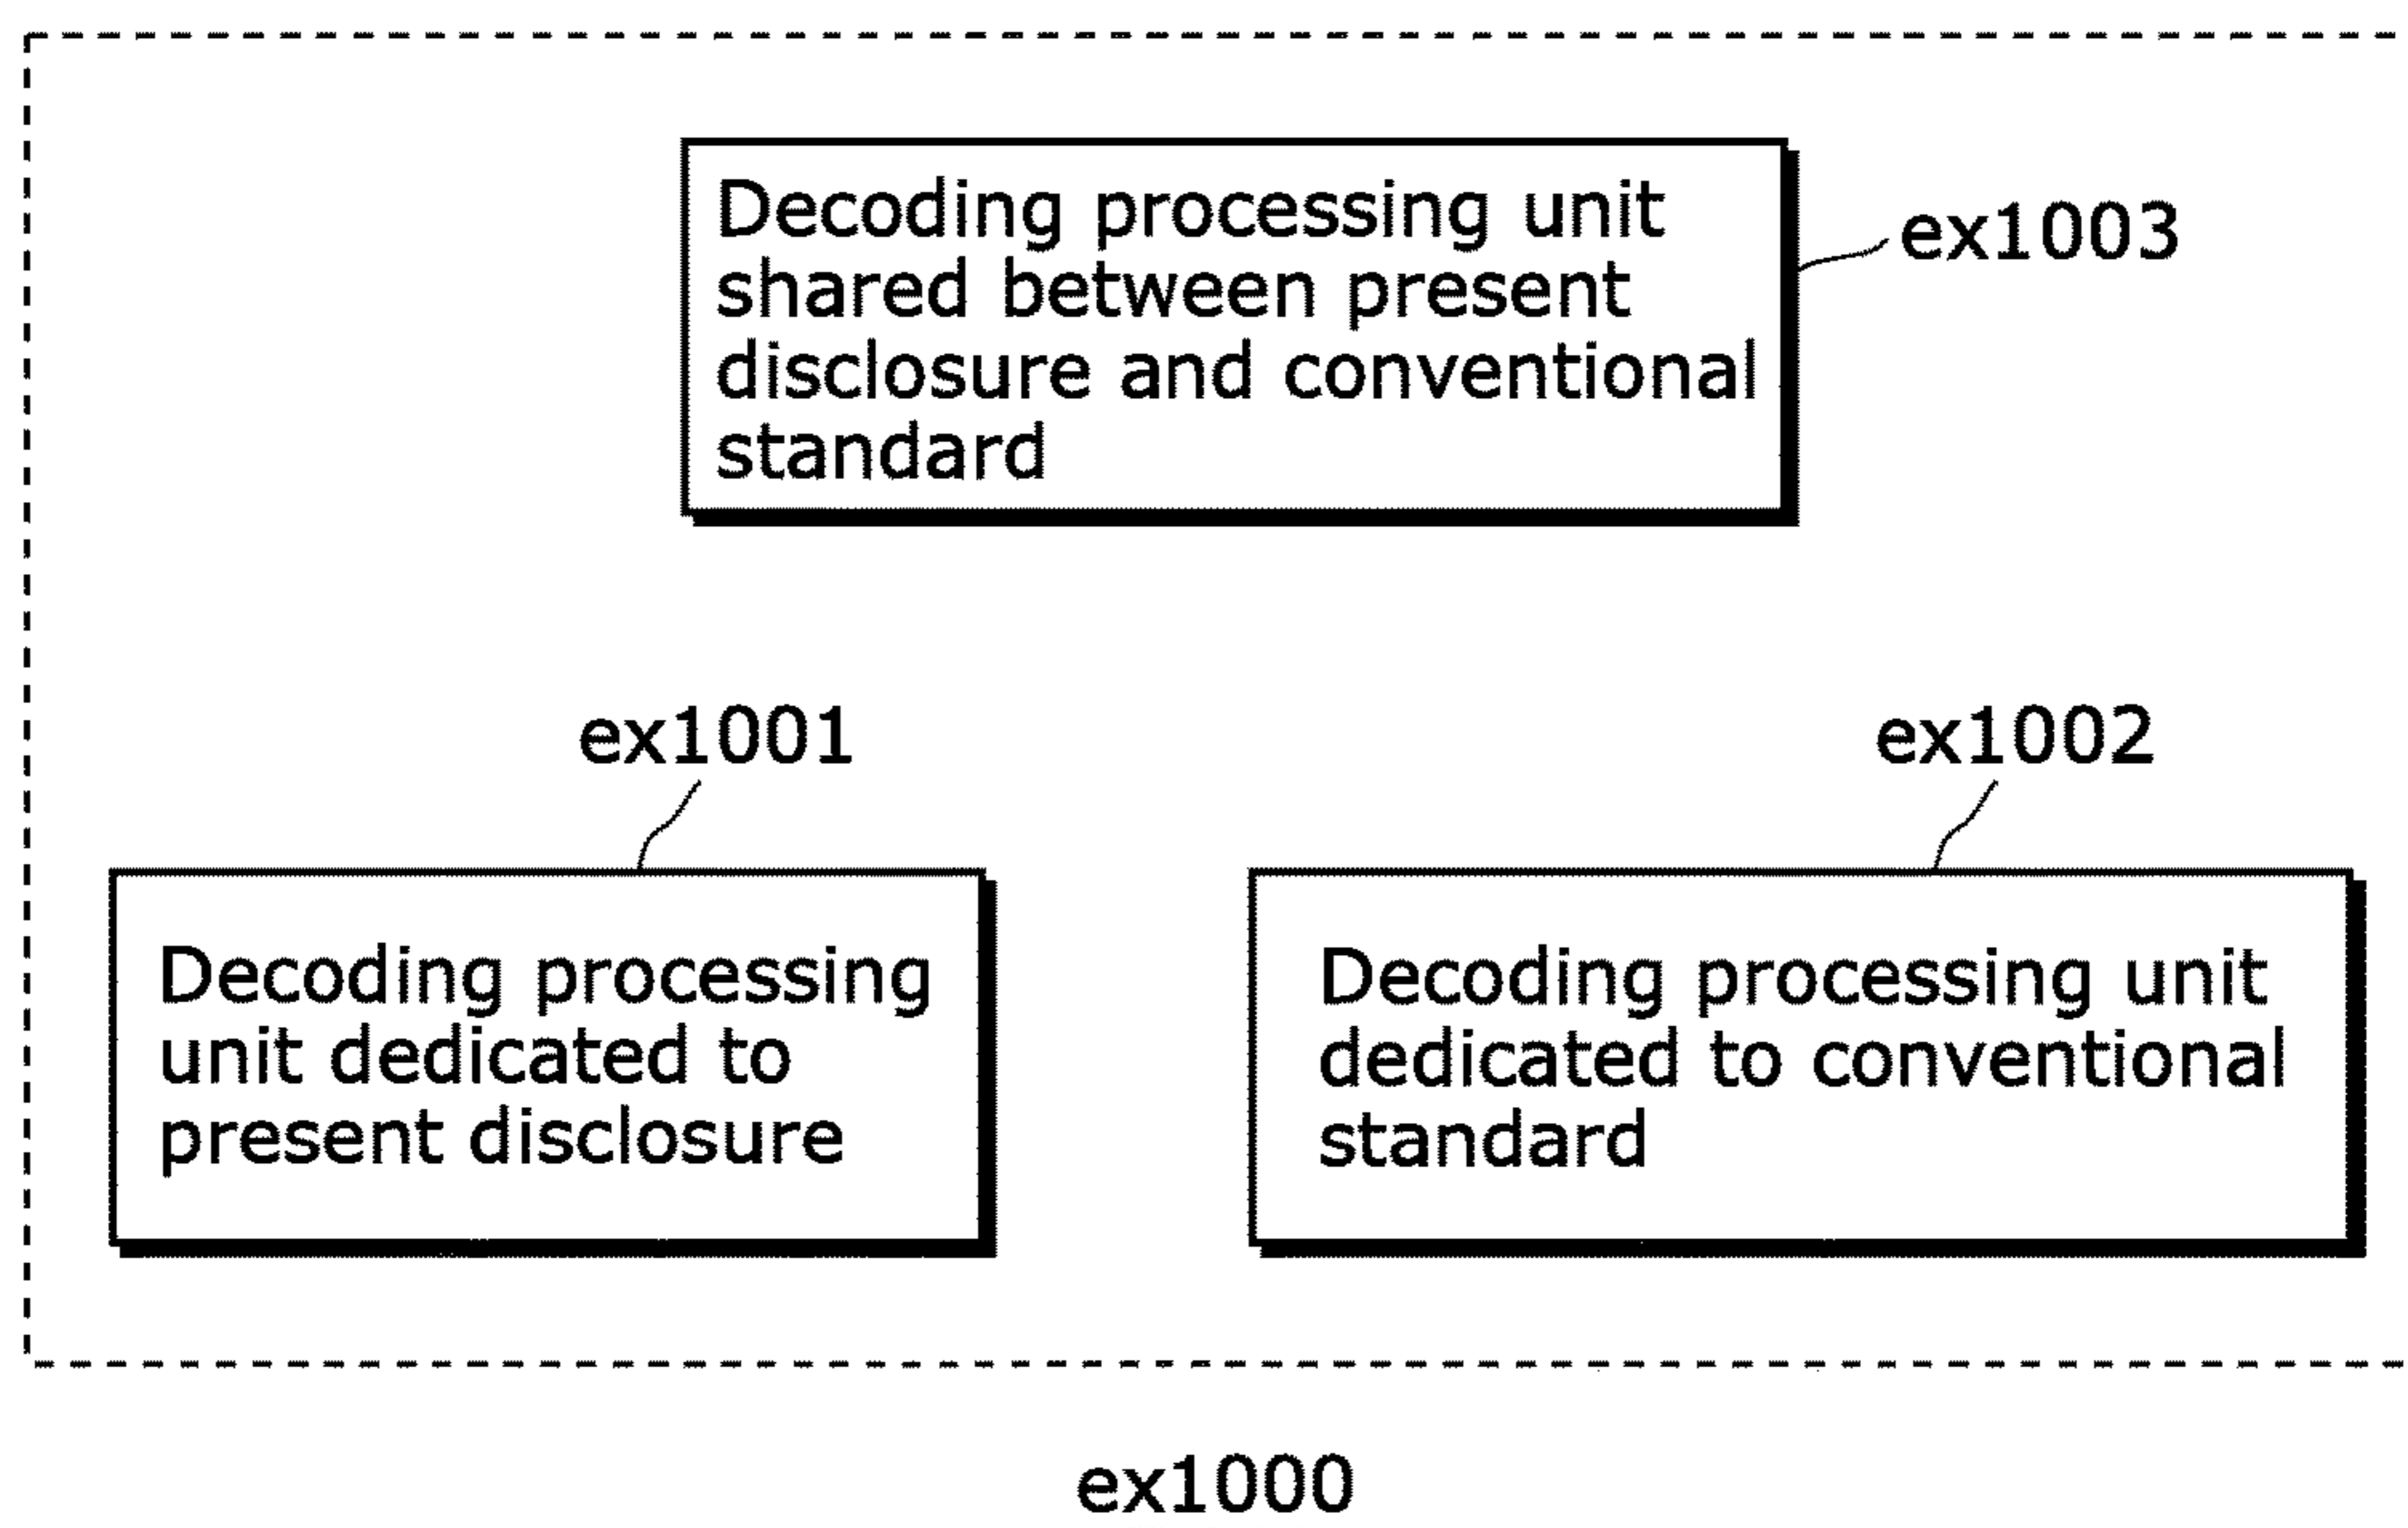 Decoding processing unit
shared between present
disclosure and conventional
standard
ex1003
ex1001
ex1002
Decoding processing
unit dedicated to
present disclosure
Decoding processing unit
dedicated to conventional
standard
ex1000